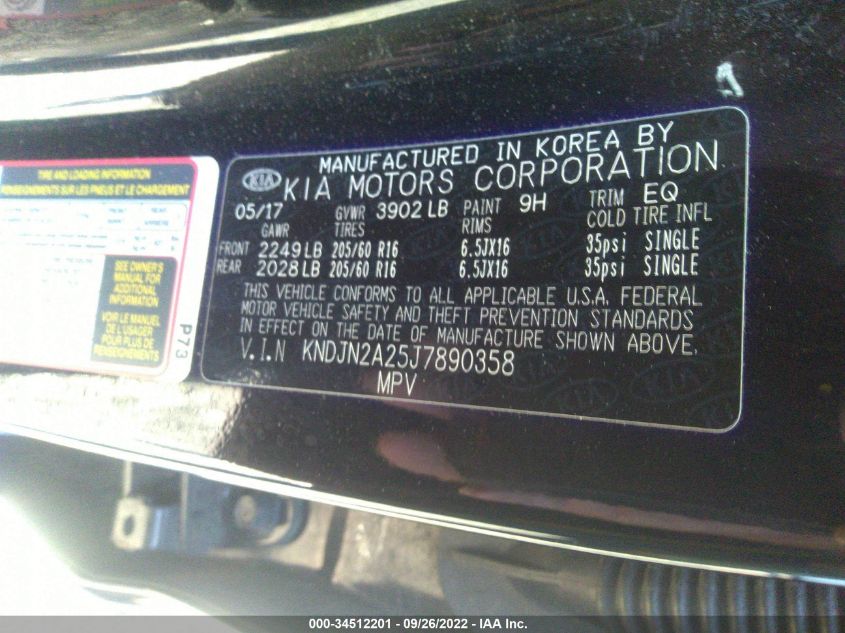 TIRE AND LOADING INFORMATION
RENSEIGNEMENTS SUR LES PNEUS ET LE CHARGEMENT
SEE OWNER'S
MANUAL FOR
ADDITIONAL
INFORMATION
VOIR LE MANUEL
DE L'USAGER
POUR PLUS DE
RENSEIGNEMENTS
P73
KIA
MANUFACTURED IN KOREA BY
KIA MOTORS CORPORATION
05/17 GVWR 3902 LB PAINT 9H TRIM EQ
GAWR TIRES RIMS COLD TIRE INFL
FRONT 2249 LB 205/60 R16 6.5JX16 35psi SINGLE
REAR 2028 LB 205/60 R16 6.5JX16 35psi SINGLE
THIS VEHICLE CONFORMS TO ALL APPLICABLE U.S.A. FEDERAL
MOTOR VEHICLE SAFETY AND THEFT PREVENTION STANDARDS
IN EFFECT ON THE DATE OF MANUFACTURE SHOWN ABOVE.
V.I.N KNDJN2A25J7890358
MPV
000-34512201 - 09/26/2022 - IAA Inc.